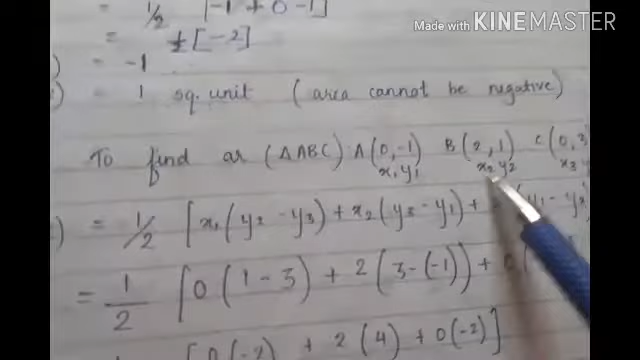 1/2 [-1 + 0 -1]
Made with KINEMASTER
= [-2]
= -1
= 1 sq. unit ( area cannot be negative)
To find ar (ΔABC) A(0,-1) B(2,1) C(0,3
x1 y1 x2 y2 x3
= 1/2 [x1(y2 - y3) + x2(y3 - y1) + (y1 - y2)
= 1/2 [0(1-3) + 2(3-(-1)) + 0(
[0(-2) + 2(4) + 0(-2)]